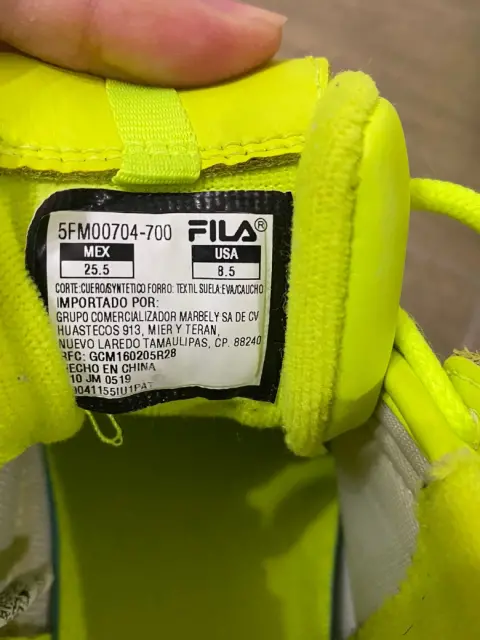 5FM00704-700 FILA®
MEX USA
25.5 8.5
CORTE:CUERO/SYNTETICO FORRO: TEXTIL SUELA:EVA/CAUCHO
IMPORTADO POR:
GRUPO COMERCIALIZADOR MARBELY SA DE CV
HUASTECOS 913, MIER Y TERAN,
NUEVO LAREDO TAMAULIPAS, CP. 88240
RFC: GCM160205R28
HECHO EN CHINA
10 JM 0519
0041155IU1PAT